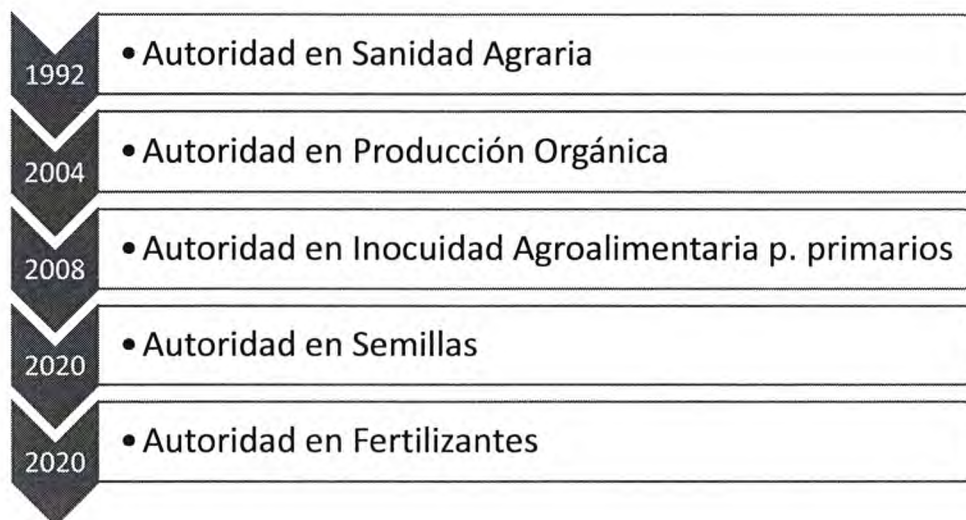 1992
• Autoridad en Sanidad Agraria
2004
• Autoridad en Producción Orgánica
2008
• Autoridad en Inocuidad Agroalimentaria p. primarios
2020
• Autoridad en Semillas
2020
• Autoridad en Fertilizantes